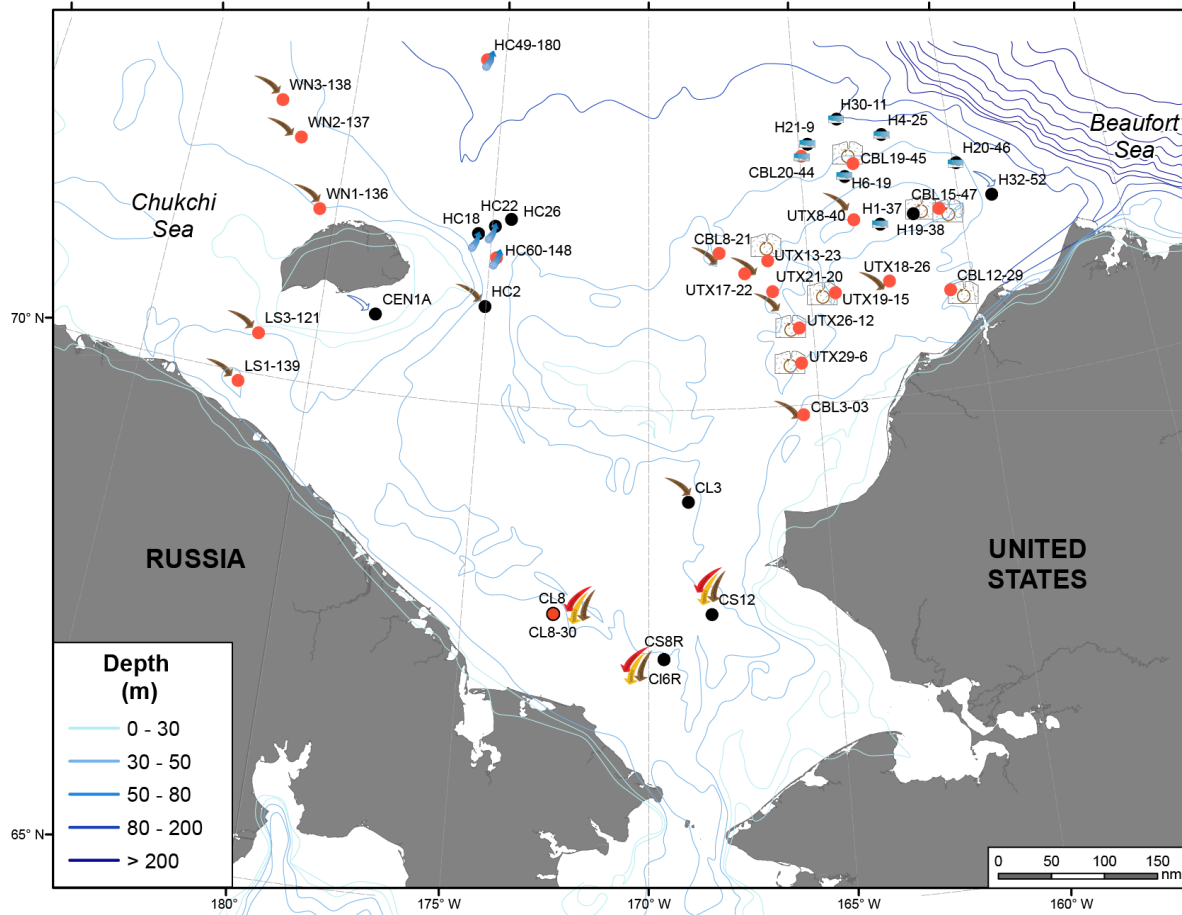 HC49-180
WN3-138
WN2-137
H30-11
H4-25
H21-9
Beaufort
Sea
CBL20-44
CBL19-45
H20-46
H6-19
H32-52
CBL15-47
WN1-136
Chukchi
Sea
HC22
HC18
HC26
UTX8-40
H1-37
H19-38
CBL8-21
HC60-148
UTX13-23
UTX21-20
UTX17-22
UTX18-26
CBL12-29
HC2
CEN1A
UTX19-15
LS3-121
UTX26-12
70° N
LS1-139
UTX29-6
CBL3-03
CL3
RUSSIA
UNITED
STATES
CL8
CL8-30
CS12
CS8R
CI6R
Depth
(m)
0 - 30
30 - 50
50 - 80
80 - 200
> 200
65° N
0 50 100 150
nm
180°
175° W
170° W
165° W
160° W